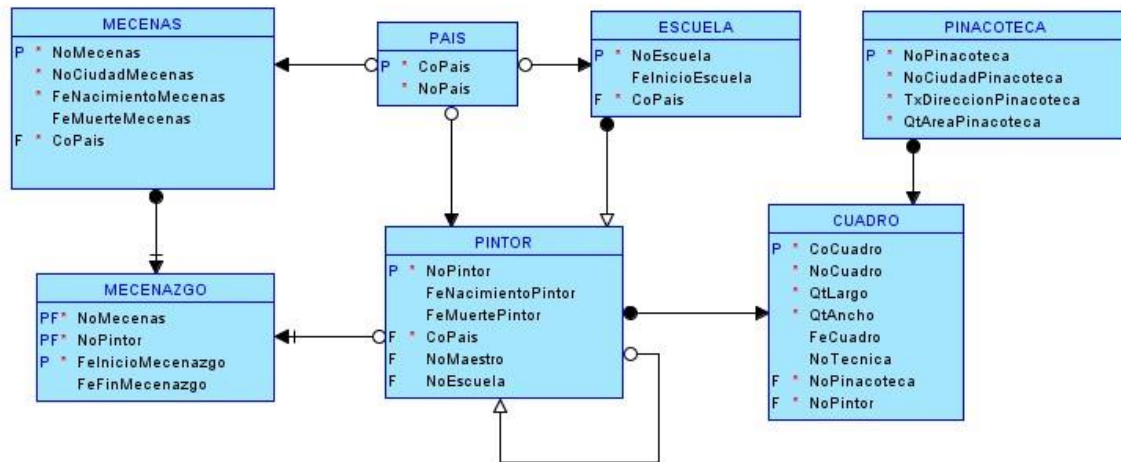 MECENAS
P * NoMecenas
* NoCiudadMecenas
* FeNacimientoMecenas
FeMuerteMecenas
F * CoPais
PAIS
P * CoPais
* NoPais
ESCUELA
P * NoEscuela
FeInicioEscuela
F * CoPais
PINACOTECA
P * NoPinacoteca
* NoCiudadPinacoteca
* TxDireccionPinacoteca
* QtAreaPinacoteca
MECENAZGO
PF* NoMecenas
PF* NoPintor
P * FeInicioMecenazgo
FeFinMecenazgo
PINTOR
P * NoPintor
FeNacimientoPintor
FeMuertePintor
F * CoPais
F NoMaestro
F NoEscuela
CUADRO
P * CoCuadro
* NoCuadro
* QtLargo
* QtAncho
FeCuadro
NoTecnica
F * NoPinacoteca
F * NoPintor